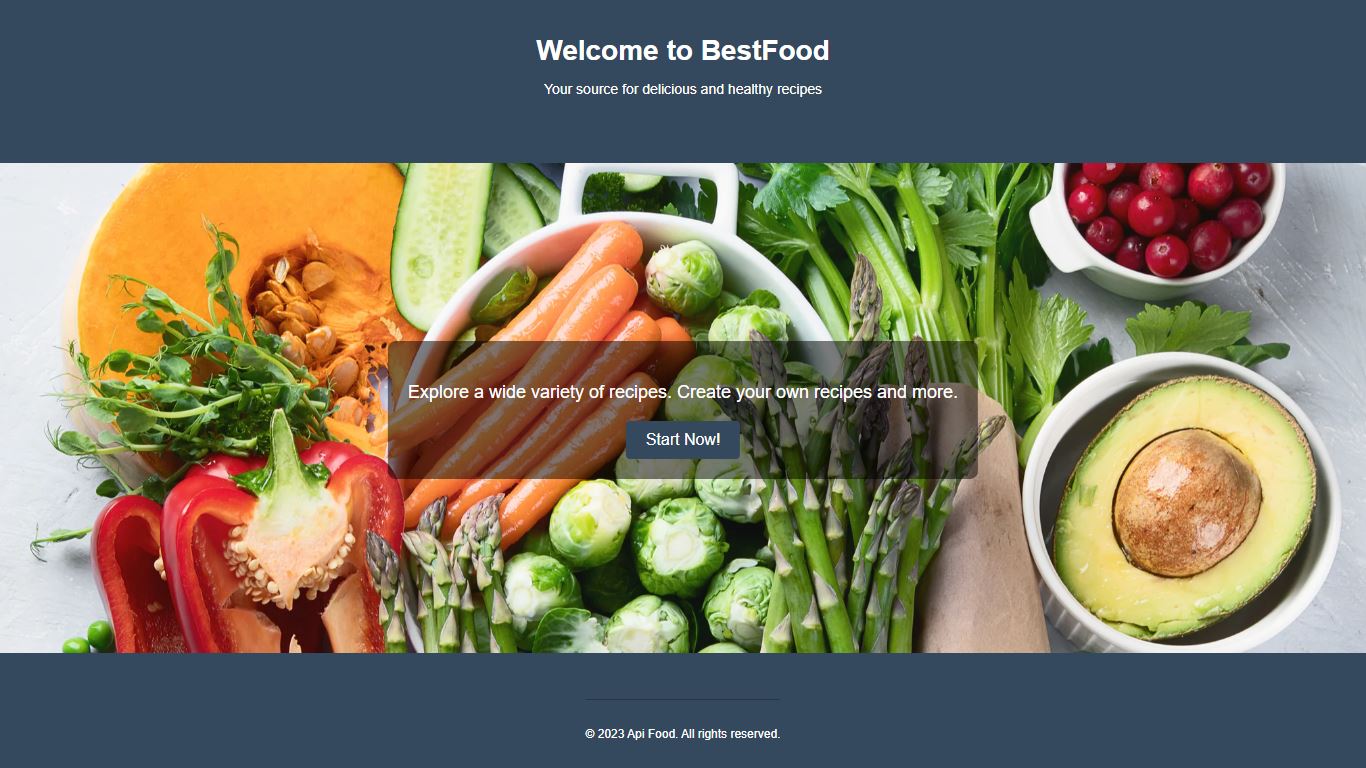 Welcome to BestFood
Your source for delicious and healthy recipes
Explore a wide variety of recipes. Create your own recipes and more.
Start Now!
© 2023 Api Food. All rights reserved.